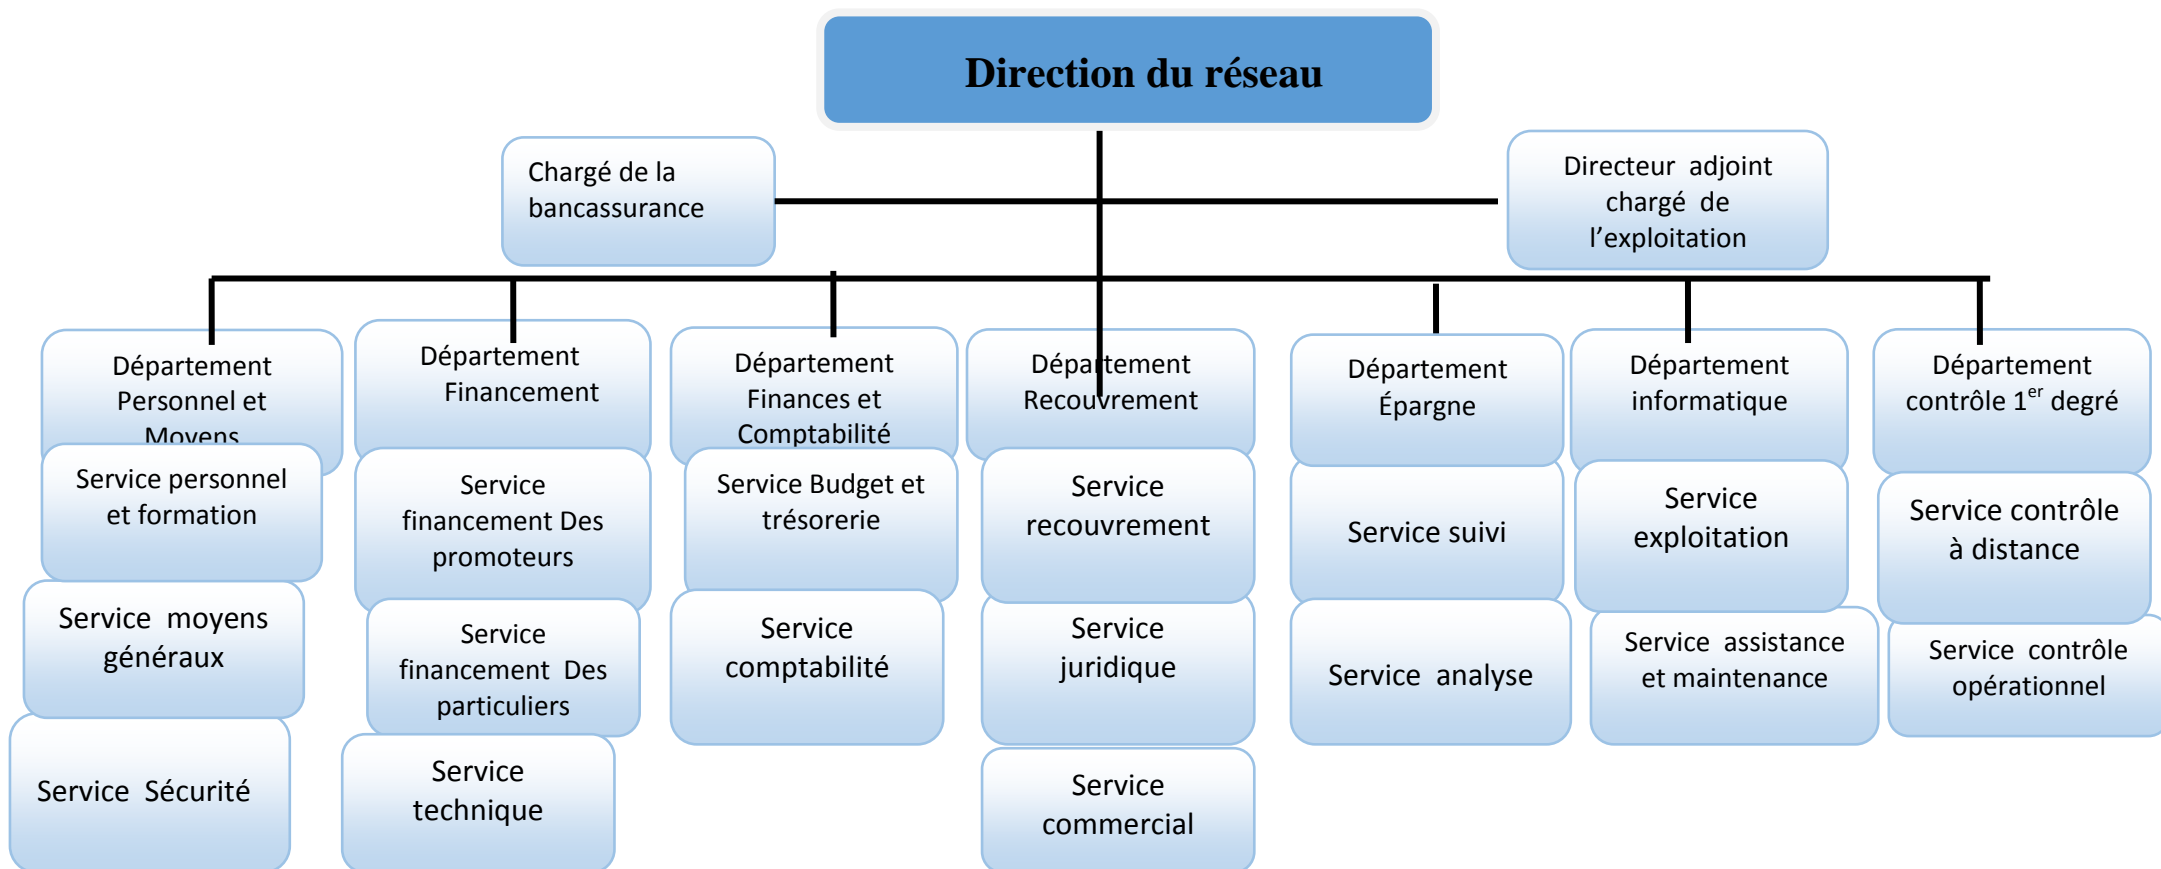 Direction du réseau
Chargé de la
bancassurance
Directeur adjoint
chargé de
l’exploitation
Département
Personnel et
Moyens
Service personnel
et formation
Service moyens
généraux
Service Sécurité
Département
Financement
Service
financement Des
promoteurs
Service
financement Des
particuliers
Service
technique
Département
Finances et
Comptabilité
Service Budget et
trésorerie
Service
comptabilité
Département
Recouvrement
Service
recouvrement
Service
juridique
Service
commercial
Département
Épargne
Service suivi
Service analyse
Département
informatique
Service
exploitation
Service assistance
et maintenance
Département
contrôle 1er degré
Service contrôle
à distance
Service contrôle
opérationnel